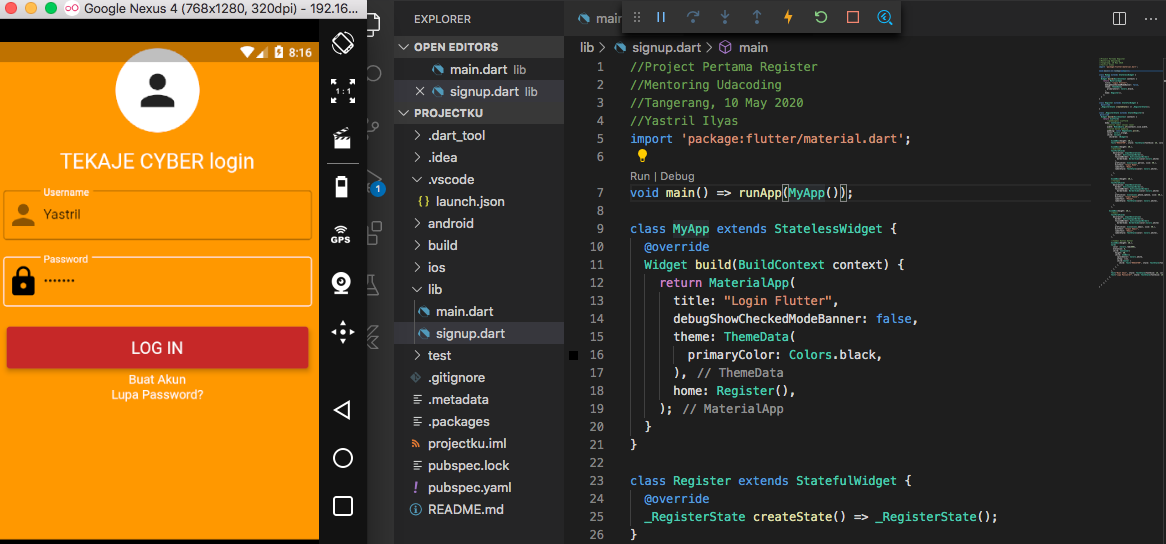 Google Nexus 4 (768x1280, 320dpi) - 192.16...
8:16
TEKAJE CYBER login
Username
Yastril
Password
•••••••
LOG IN
Buat Akun
Lupa Password?
1:1
GPS
1
EXPLORER
OPEN EDITORS
main.dart lib
signup.dart lib
PROJECTKU
.dart_tool
.idea
.vscode
launch.json
android
build
ios
lib
main.dart
signup.dart
test
.gitignore
.metadata
.packages
projectku.iml
pubspec.lock
pubspec.yaml
README.md
lib > signup.dart > main
1 //Project Pertama Register
2 //Mentoring Udacoding
3 //Tangerang, 10 May 2020
4 //Yastril Ilyas
5 import 'package:flutter/material.dart';
6
Run | Debug
7 void main() => runApp(MyApp());
8
9 class MyApp extends StatelessWidget {
10 @override
11 Widget build(BuildContext context) {
12 return MaterialApp(
13 title: "Login Flutter",
14 debugShowCheckedModeBanner: false,
15 theme: ThemeData(
16 primaryColor: Colors.black,
17 ), // ThemeData
18 home: Register(),
19 ); // MaterialApp
20 }
21 }
22
23 class Register extends StatefulWidget {
24 @override
25 _RegisterState createState() => _RegisterState();
26 }